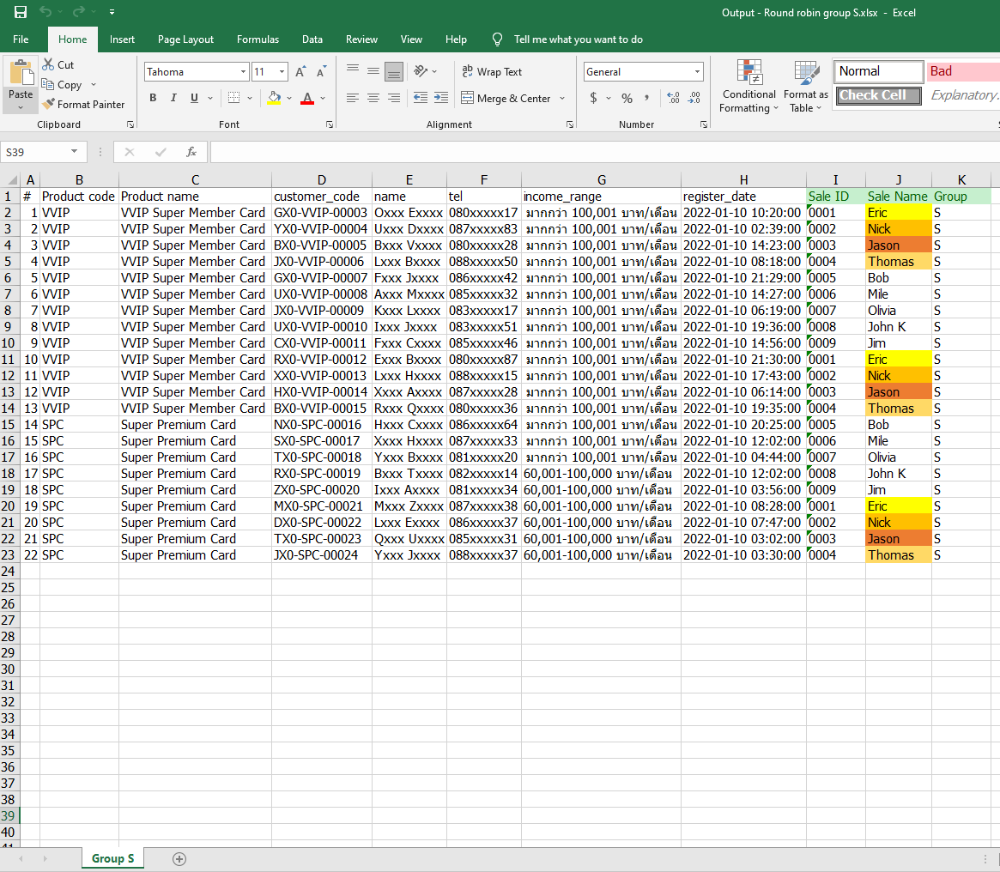 Output - Round robin group S.xlsx - Excel
File Home Insert Page Layout Formulas Data Review View Help Tell me what you want to do
Paste Cut Copy Format Painter Tahoma 11 Wrap Text General Conditional Formatting Format as Table Normal Bad
B I U Merge & Center $ % Check Cell Explanatory
Clipboard Font Alignment Number
S39 fx
A B C D E F G H I J K
1 # Product code Product name customer_code name tel income_range register_date Sale ID Sale Name Group
2 1 VVIP VVIP Super Member Card GX0-VVIP-00003 Oxxx Exxxx 080xxxxx17 มากกว่า 100,001 บาท/เดือน 2022-01-10 10:20:00 0001 Eric S
3 2 VVIP VVIP Super Member Card YX0-VVIP-00004 Uxxx Dxxxx 087xxxxx83 มากกว่า 100,001 บาท/เดือน 2022-01-10 02:39:00 0002 Nick S
4 3 VVIP VVIP Super Member Card BX0-VVIP-00005 Bxxx Vxxxx 080xxxxx28 มากกว่า 100,001 บาท/เดือน 2022-01-10 14:23:00 0003 Jason S
5 4 VVIP VVIP Super Member Card JX0-VVIP-00006 Lxxx Bxxxx 088xxxxx50 มากกว่า 100,001 บาท/เดือน 2022-01-10 08:18:00 0004 Thomas S
6 5 VVIP VVIP Super Member Card GX0-VVIP-00007 Fxxx Jxxxx 086xxxxx42 มากกว่า 100,001 บาท/เดือน 2022-01-10 21:29:00 0005 Bob S
7 6 VVIP VVIP Super Member Card UX0-VVIP-00008 Axxx Mxxxx 085xxxxx32 มากกว่า 100,001 บาท/เดือน 2022-01-10 14:27:00 0006 Mile S
8 7 VVIP VVIP Super Member Card JX0-VVIP-00009 Kxxx Lxxxx 083xxxxx17 มากกว่า 100,001 บาท/เดือน 2022-01-10 06:19:00 0007 Olivia S
9 8 VVIP VVIP Super Member Card UX0-VVIP-00010 Ixxx Jxxxx 083xxxxx51 มากกว่า 100,001 บาท/เดือน 2022-01-10 19:36:00 0008 John K S
10 9 VVIP VVIP Super Member Card CX0-VVIP-00011 Fxxx Cxxxx 085xxxxx46 มากกว่า 100,001 บาท/เดือน 2022-01-10 14:56:00 0009 Jim S
11 10 VVIP VVIP Super Member Card RX0-VVIP-00012 Exxx Bxxxx 080xxxxx87 มากกว่า 100,001 บาท/เดือน 2022-01-10 21:30:00 0001 Eric S
12 11 VVIP VVIP Super Member Card XX0-VVIP-00013 Lxxx Hxxxx 088xxxxx15 มากกว่า 100,001 บาท/เดือน 2022-01-10 17:43:00 0002 Nick S
13 12 VVIP VVIP Super Member Card HX0-VVIP-00014 Xxxx Axxxx 087xxxxx28 มากกว่า 100,001 บาท/เดือน 2022-01-10 06:14:00 0003 Jason S
14 13 VVIP VVIP Super Member Card BX0-VVIP-00015 Rxxx Qxxxx 080xxxxx36 มากกว่า 100,001 บาท/เดือน 2022-01-10 19:35:00 0004 Thomas S
15 14 SPC Super Premium Card NX0-SPC-00016 Hxxx Cxxxx 086xxxxx64 มากกว่า 100,001 บาท/เดือน 2022-01-10 20:25:00 0005 Bob S
16 15 SPC Super Premium Card SX0-SPC-00017 Xxxx Hxxxx 087xxxxx33 มากกว่า 100,001 บาท/เดือน 2022-01-10 12:02:00 0006 Mile S
17 16 SPC Super Premium Card TX0-SPC-00018 Yxxx Bxxxx 081xxxxx20 มากกว่า 100,001 บาท/เดือน 2022-01-10 04:44:00 0007 Olivia S
18 17 SPC Super Premium Card RX0-SPC-00019 Bxxx Txxxx 082xxxxx14 60,001-100,000 บาท/เดือน 2022-01-10 12:02:00 0008 John K S
19 18 SPC Super Premium Card ZX0-SPC-00020 Ixxx Axxxx 081xxxxx34 60,001-100,000 บาท/เดือน 2022-01-10 03:56:00 0009 Jim S
20 19 SPC Super Premium Card MX0-SPC-00021 Mxxx Zxxxx 087xxxxx38 60,001-100,000 บาท/เดือน 2022-01-10 08:28:00 0001 Eric S
21 20 SPC Super Premium Card DX0-SPC-00022 Lxxx Exxxx 086xxxxx37 60,001-100,000 บาท/เดือน 2022-01-10 07:47:00 0002 Nick S
22 21 SPC Super Premium Card TX0-SPC-00023 Qxxx Uxxxx 085xxxxx31 60,001-100,000 บาท/เดือน 2022-01-10 03:02:00 0003 Jason S
23 22 SPC Super Premium Card JX0-SPC-00024 Yxxx Jxxxx 088xxxxx37 60,001-100,000 บาท/เดือน 2022-01-10 03:30:00 0004 Thomas S
24
25
26
27
28
29
30
31
32
33
34
35
36
37
38
39
40
Group S